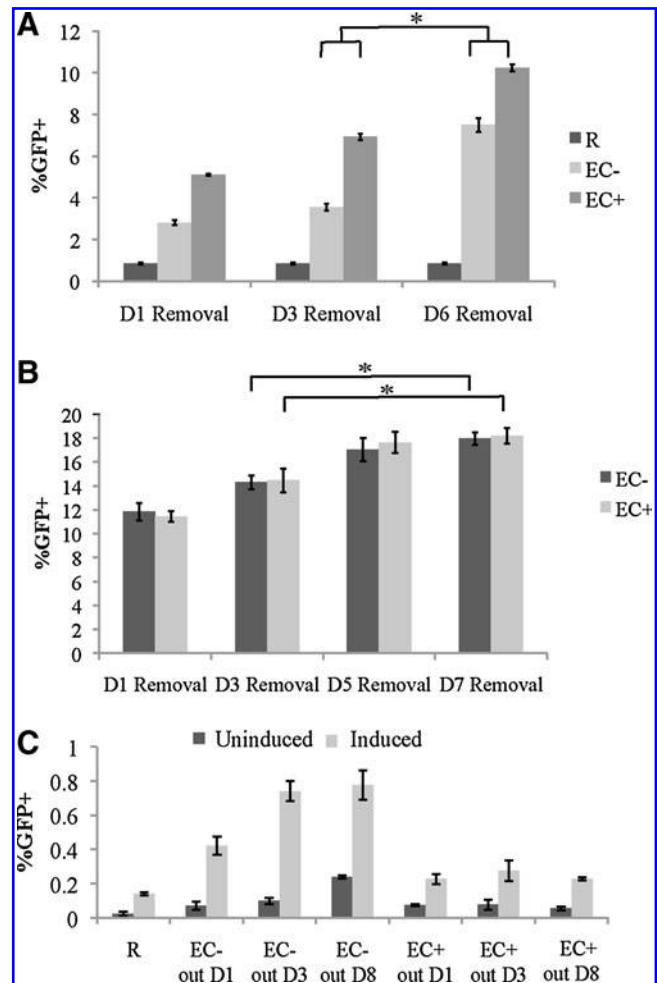 A
*
12
10
8
6
4
2
0
%GFP+
D1 Removal D3 Removal D6 Removal
R
EC-
EC+
B
*
*
20
18
16
14
12
10
8
6
4
2
0
%GFP+
D1 Removal D3 Removal D5 Removal D7 Removal
EC-
EC+
C
Uninduced Induced
1
0.8
0.6
0.4
0.2
0
%GFP+
R EC- EC- EC- EC+ EC+ EC+
out D1 out D3 out D8 out D1 out D3 out D8